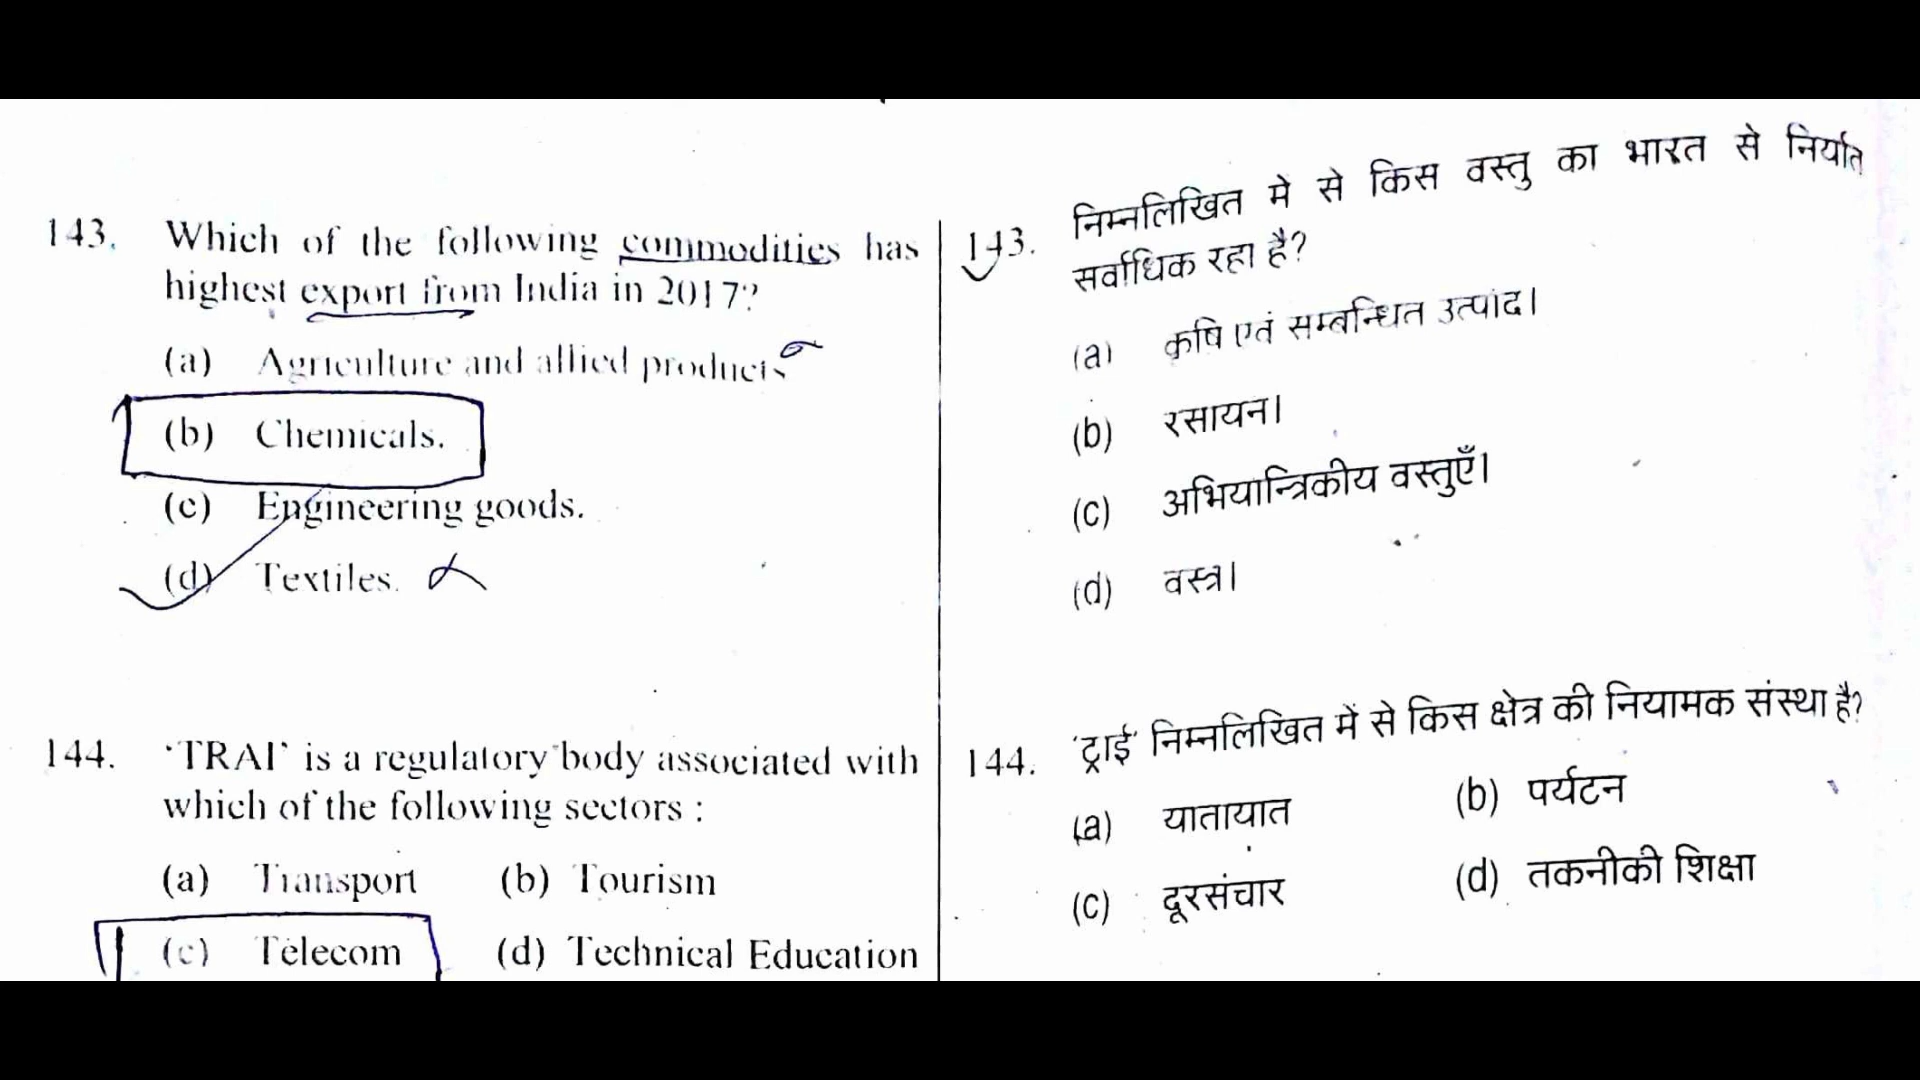 143. Which of the following commodities has
highest export from India in 2017?
(a) Agriculture and allied products
(b) Chemicals.
(c) Engineering goods.
(d) Textiles.
144. ‘TRAI’ is a regulatory body associated with
which of the following sectors :
(a) Transport (b) Tourism
(c) Telecom (d) Technical Education
143. निम्नलिखित में से किस वस्तु का भारत से निर्यात
सर्वाधिक रहा है?
(a) कृषि एवं सम्बन्धित उत्पाद।
(b) रसायन।
(c) अभियान्त्रिकीय वस्तुएँ।
(d) वस्त्र।
144. ‘ट्राई’ निम्नलिखित में से किस क्षेत्र की नियामक संस्था है?
(a) यातायात (b) पर्यटन
(c) दूरसंचार (d) तकनीकी शिक्षा